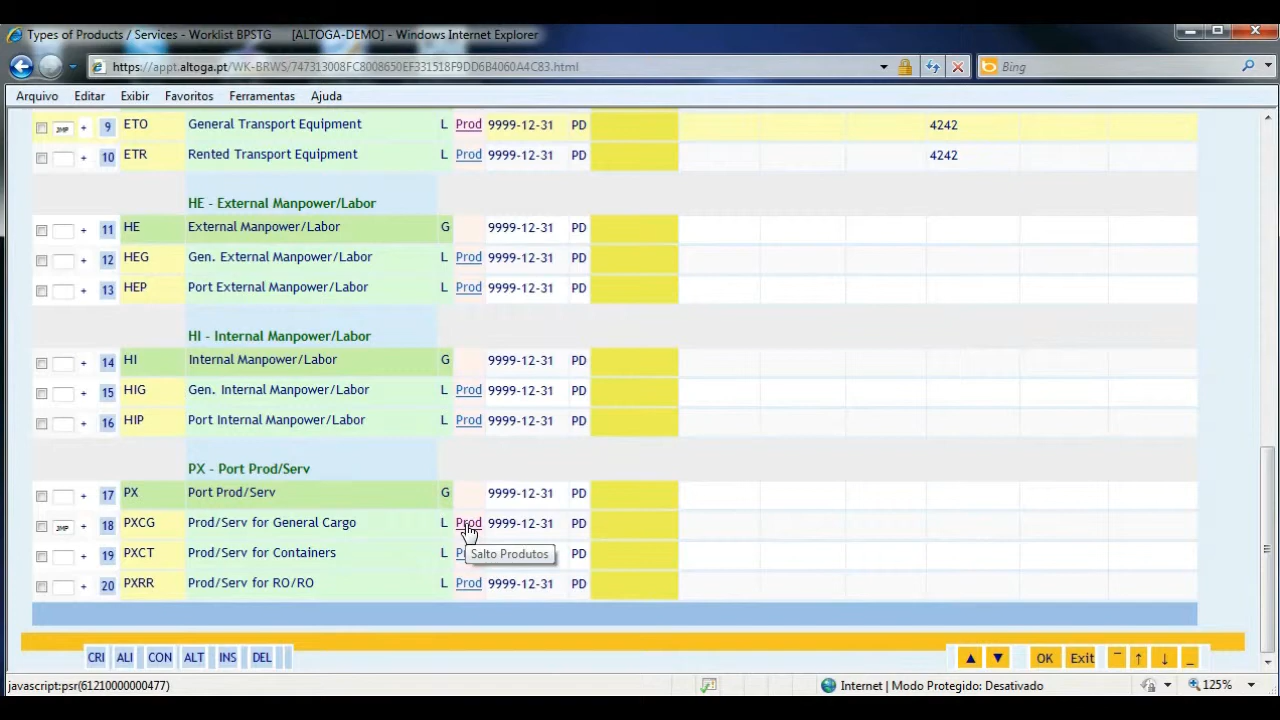 Types of Products / Services - Worklist BPSTG [ALTOGA-DEMO] - Windows Internet Explorer
https://appt.altoga.pt/WK-BRWS/747313008FC8008650EF331518F9DD6B4060A4C83.html Bing
Arquivo Editar Exibir Favoritos Ferramentas Ajuda
JMP + 9 ETO General Transport Equipment L Prod 9999-12-31 PD 4242
+ 10 ETR Rented Transport Equipment L Prod 9999-12-31 PD 4242
HE - External Manpower/Labor
+ 11 HE External Manpower/Labor G 9999-12-31 PD
+ 12 HEG Gen. External Manpower/Labor L Prod 9999-12-31 PD
+ 13 HEP Port External Manpower/Labor L Prod 9999-12-31 PD
HI - Internal Manpower/Labor
+ 14 HI Internal Manpower/Labor G 9999-12-31 PD
+ 15 HIG Gen. Internal Manpower/Labor L Prod 9999-12-31 PD
+ 16 HIP Port Internal Manpower/Labor L Prod 9999-12-31 PD
PX - Port Prod/Serv
+ 17 PX Port Prod/Serv G 9999-12-31 PD
JMP + 18 PXCG Prod/Serv for General Cargo L Prod 9999-12-31 PD
+ 19 PXCT Prod/Serv for Containers L 9999-12-31 PD
Salto Produtos
+ 20 PXRR Prod/Serv for RO/RO L Prod 9999-12-31 PD
CRI ALI CON ALT INS DEL OK Exit
javascript:psr(61210000000477) Internet | Modo Protegido: Desativado 125%